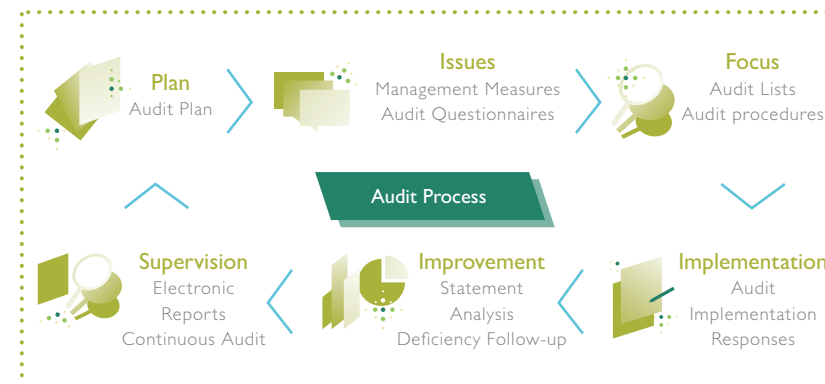 Plan
Audit Plan
Issues
Management Measures
Audit Questionnaires
Focus
Audit Lists
Audit procedures
Audit Process
Supervision
Electronic
Reports
Continuous Audit
Improvement
Statement
Analysis
Deficiency Follow-up
Implementation
Audit
Implementation
Responses